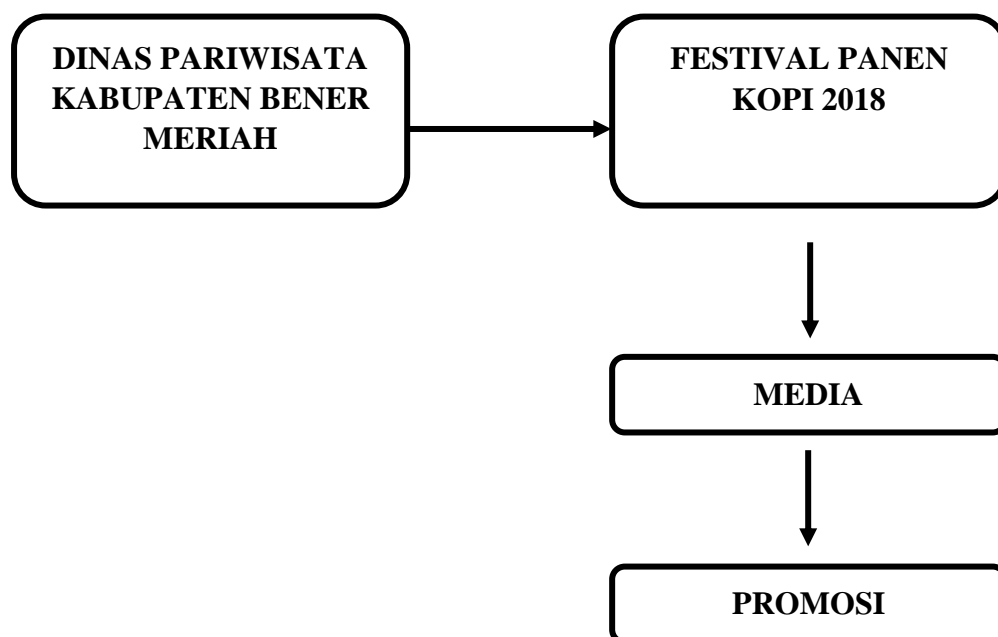 DINAS PARIWISATA
KABUPATEN BENER
MERIAH
FESTIVAL PANEN
KOPI 2018
MEDIA
PROMOSI